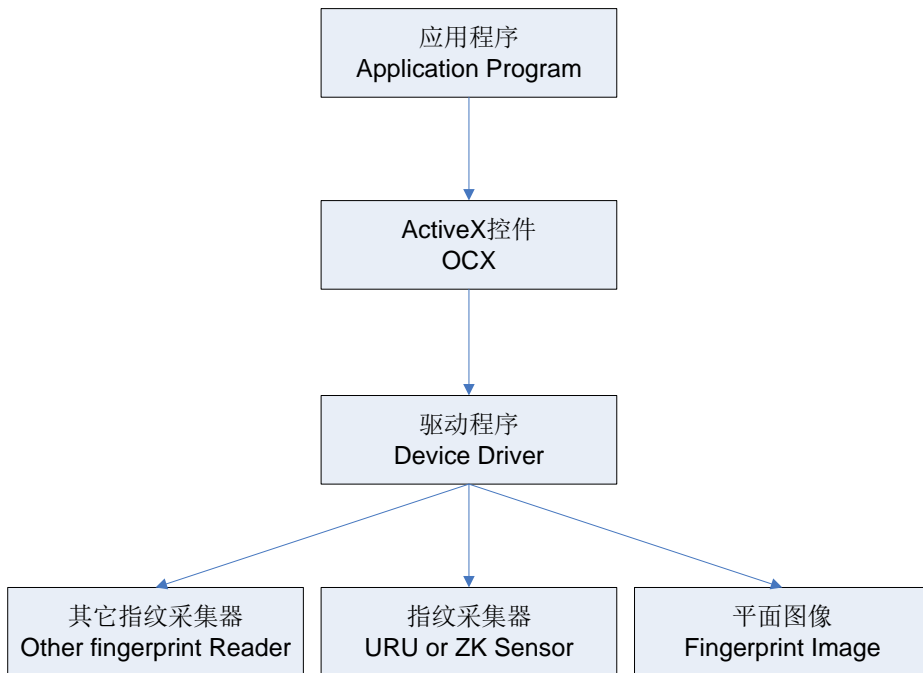 应用程序
Application Program
ActiveX控件
OCX
驱动程序
Device Driver
其它指纹采集器
Other fingerprint Reader
指纹采集器
URU or ZK Sensor
平面图像
Fingerprint Image